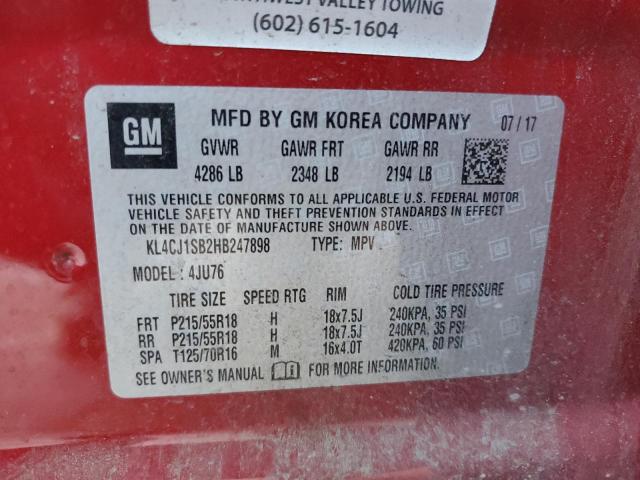 VALLEY TOWING
(602) 615-1604
GM
MFD BY GM KOREA COMPANY 07 / 17
GVWR GAWR FRT GAWR RR
4286 LB 2348 LB 2194 LB
THIS VEHICLE CONFORMS TO ALL APPLICABLE U.S. FEDERAL MOTOR
VEHICLE SAFETY AND THEFT PREVENTION STANDARDS IN EFFECT
ON THE DATE OF MANUFACTURE SHOWN ABOVE.
KL4CJ1SB2HB247898 TYPE: MPV
MODEL: 4JU76
TIRE SIZE SPEED RTG RIM COLD TIRE PRESSURE
FRT P215/55R18 H 18x7.5J 240KPA, 35 PSI
RR P215/55R18 H 18x7.5J 240KPA, 35 PSI
SPA T125/70R16 M 16x4.0T 420KPA, 60 PSI
SEE OWNER'S MANUAL FOR MORE INFORMATION.